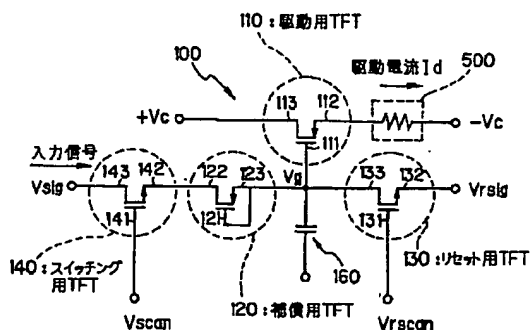 110:駆動用TFT
100
駆動電流Id
500
113
112
+Vc
-Vc
111
入力信号
Vsig
143
142
122
123
Vg
133
132
Vrsig
141
121
131
160
140:スイッチング
用TFT
120:補償用TFT
130:リセット用TFT
Vscan
Vrscan